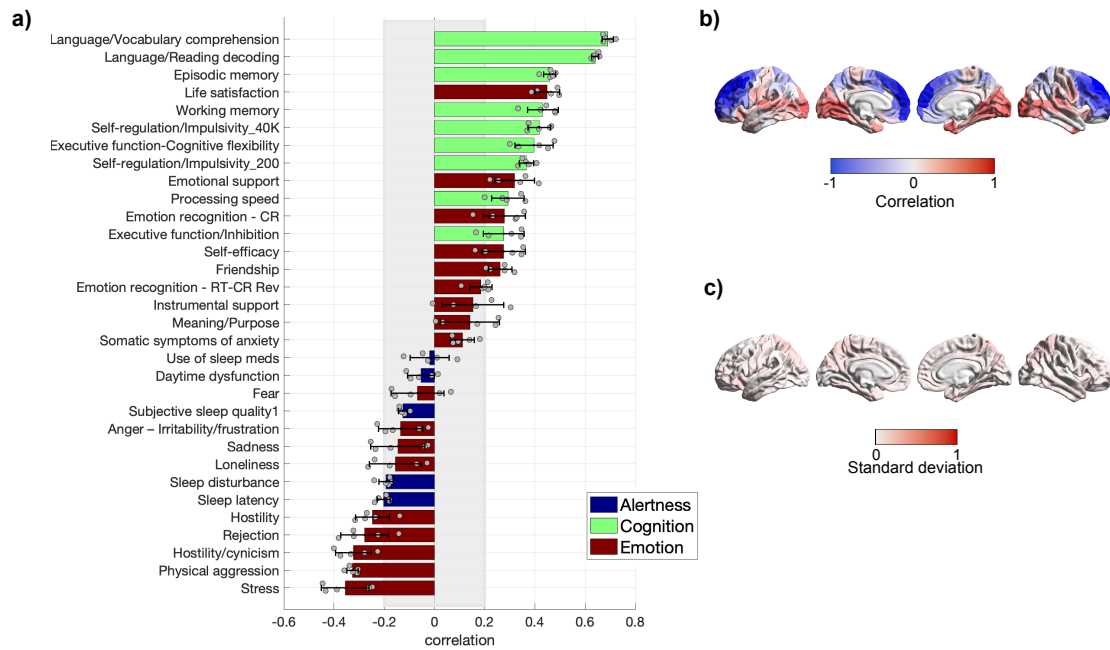 a)
Language/Vocabulary comprehension
Language/Reading decoding
Episodic memory
Life satisfaction
Working memory
Self-regulation/Impulsivity_40K
Executive function-Cognitive flexibility
Self-regulation/Impulsivity_200
Emotional support
Processing speed
Emotion recognition - CR
Executive function/Inhibition
Self-efficacy
Friendship
Emotion recognition - RT-CR Rev
Instrumental support
Meaning/Purpose
Somatic symptoms of anxiety
Use of sleep meds
Daytime dysfunction
Fear
Subjective sleep quality1
Anger – Irritability/frustration
Sadness
Loneliness
Sleep disturbance
Sleep latency
Hostility
Rejection
Hostility/cynicism
Physical aggression
Stress
-0.6 -0.4 -0.2 0 0.2 0.4 0.6 0.8
correlation
Alertness
Cognition
Emotion
b)
-1 0 1
Correlation
c)
0 1
Standard deviation